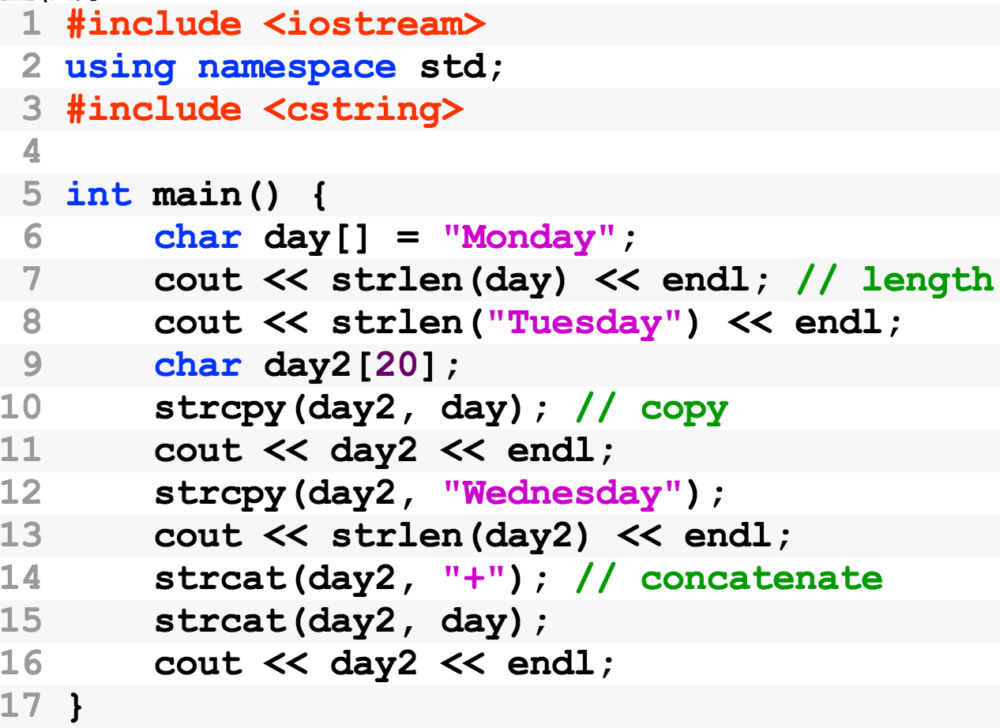 1 #include <iostream>
2 using namespace std;
3 #include <cstring>
4
5 int main() {
6     char day[] = "Monday";
7     cout << strlen(day) << endl; // length
8     cout << strlen("Tuesday") << endl;
9     char day2[20];
10     strcpy(day2, day); // copy
11     cout << day2 << endl;
12     strcpy(day2, "Wednesday");
13     cout << strlen(day2) << endl;
14     strcat(day2, "+"); // concatenate
15     strcat(day2, day);
16     cout << day2 << endl;
17 }